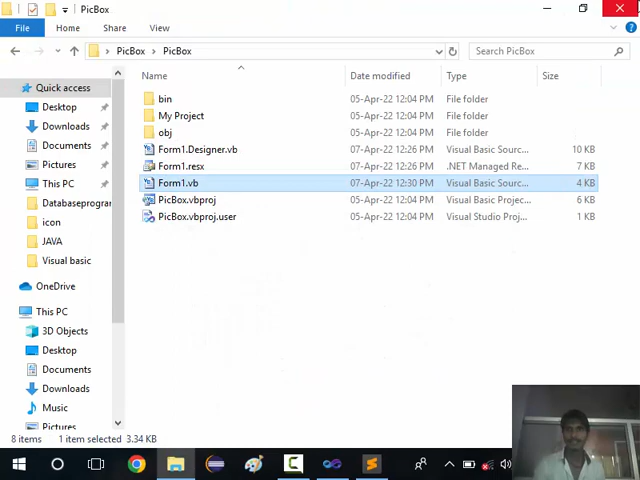 PicBox
File Home Share View
PicBox PicBox Search PicBox
Name Date modified Type Size
Quick access
Desktop
Downloads
Documents
Pictures
This PC
Databaseprogran
icon
JAVA
Visual basic
OneDrive
This PC
3D Objects
Desktop
Documents
Downloads
Music
Pictures
bin 05-Apr-22 12:04 PM File folder
My Project 05-Apr-22 12:04 PM File folder
obj 05-Apr-22 12:04 PM File folder
Form1.Designer.vb 07-Apr-22 12:26 PM Visual Basic Sourc... 10 KB
Form1.resx 07-Apr-22 12:26 PM .NET Managed Re... 7 KB
Form1.vb 07-Apr-22 12:30 PM Visual Basic Sourc... 4 KB
PicBox.vbproj 05-Apr-22 12:04 PM Visual Basic Projec... 6 KB
PicBox.vbproj.user 05-Apr-22 12:04 PM Visual Studio Proj... 1 KB
8 items 1 item selected 3.34 KB